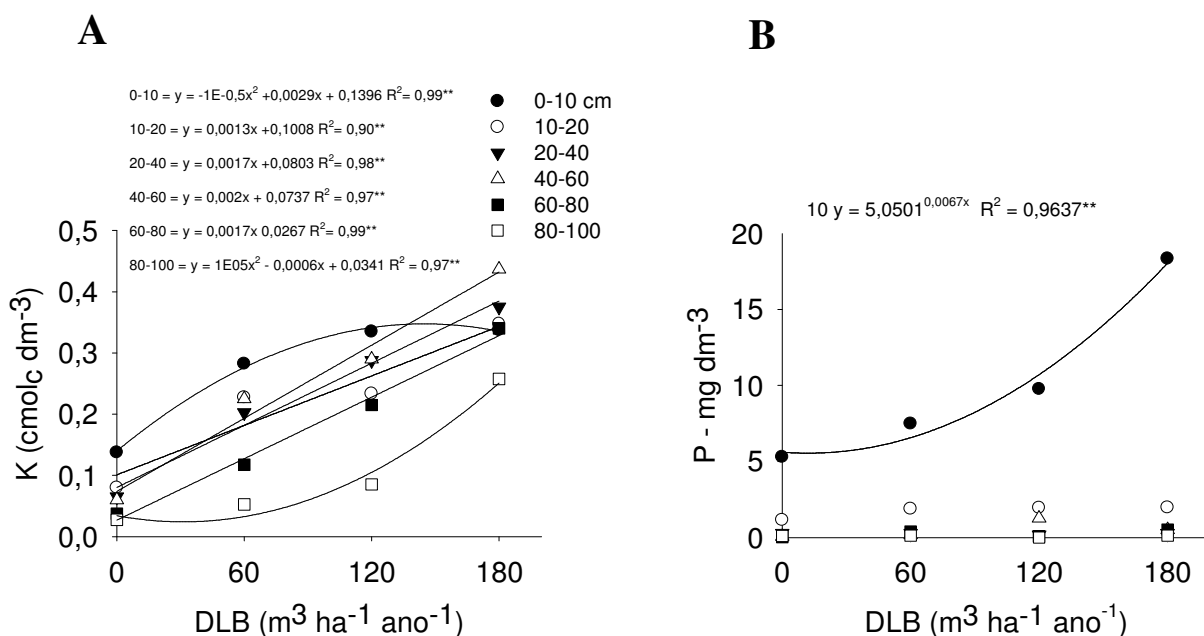 A
0-10 = y = -1E-0,5x² +0,0029x + 0,1396 R²= 0,99**
10-20 = y = 0,0013x +0,1008 R²= 0,90**
20-40 = y = 0,0017x +0,0803 R²= 0,98**
40-60 = y = 0,002x + 0,0737 R² = 0,97**
60-80 = y = 0,0017x 0,0267 R²= 0,99**
80-100 = y = 1E05x² - 0,0006x + 0,0341 R² = 0,97**
0-10 cm
10-20
20-40
40-60
60-80
80-100
K (cmolc dm-3)
0,5
0,4
0,3
0,2
0,1
0,0
0 60 120 180
DLB (m³ ha⁻¹ ano⁻¹)
B
10 y = 5,0501⁰,⁰⁰⁶⁷ˣ R² = 0,9637**
P - mg dm-3
20
15
10
5
0
0 60 120 180
DLB (m³ ha⁻¹ ano⁻¹)